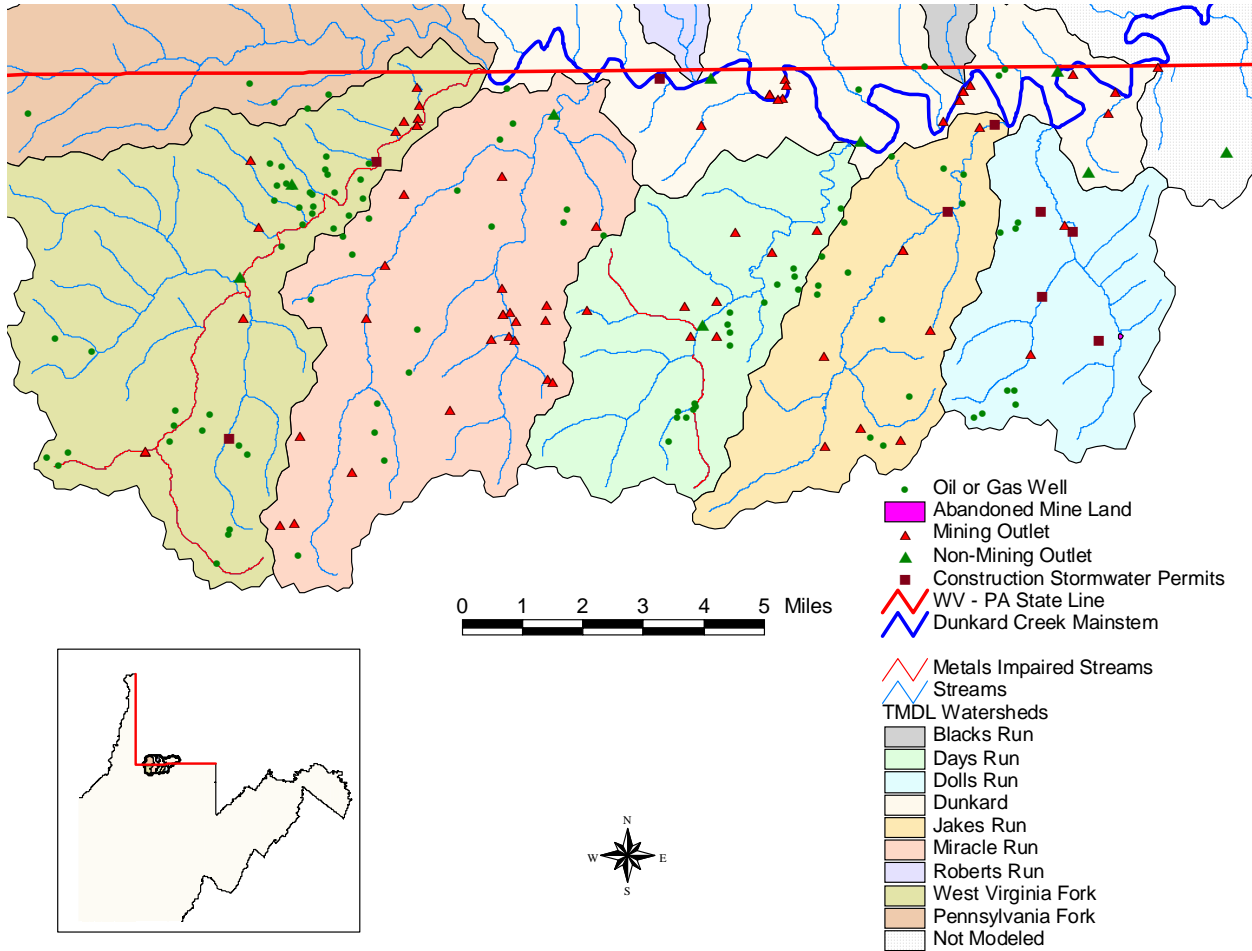 Oil or Gas Well
Abandoned Mine Land
Mining Outlet
Non-Mining Outlet
Construction Stormwater Permits
WV - PA State Line
Dunkard Creek Mainstem
0 1 2 3 4 5 Miles
Metals Impaired Streams
Streams
TMDL Watersheds
Blacks Run
Days Run
Dolls Run
Dunkard
Jakes Run
Miracle Run
Roberts Run
West Virginia Fork
Pennsylvania Fork
Not Modeled
N
W E
S